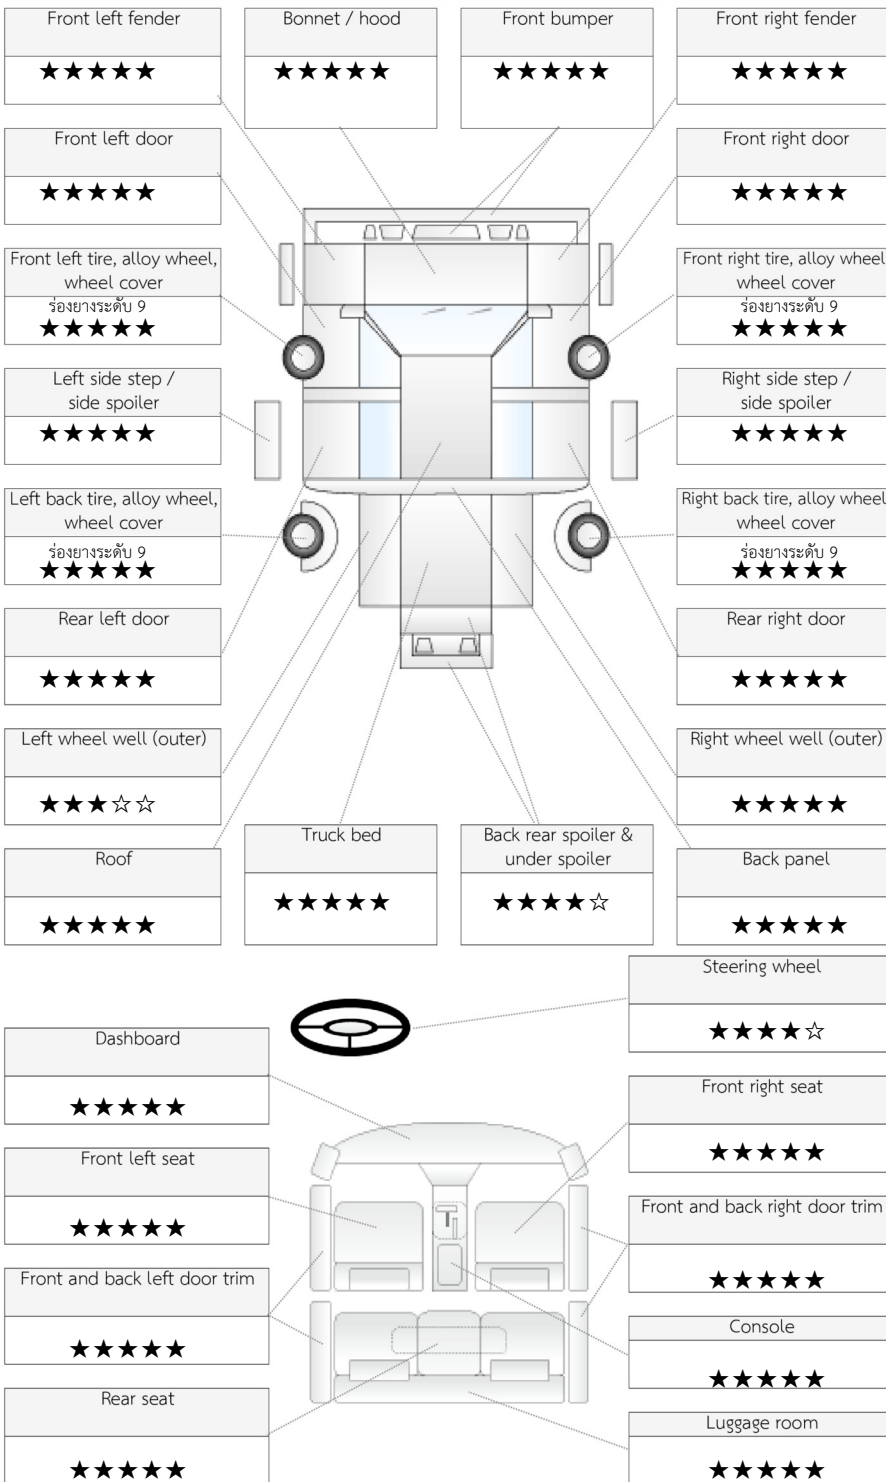 Front left fender
★★★★★
Bonnet / hood
★★★★★
Front bumper
★★★★★
Front right fender
★★★★★
Front left door
★★★★★
Front right door
★★★★★
Front left tire, alloy wheel,
wheel cover
ร่องยางระดับ 9
★★★★★
Front right tire, alloy wheel
wheel cover
ร่องยางระดับ 9
★★★★★
Left side step /
side spoiler
★★★★★
Right side step /
side spoiler
★★★★★
Left back tire, alloy wheel,
wheel cover
ร่องยางระดับ 9
★★★★★
Right back tire, alloy wheel
wheel cover
ร่องยางระดับ 9
★★★★★
Rear left door
★★★★★
Rear right door
★★★★★
Left wheel well (outer)
★★★☆☆
Right wheel well (outer)
★★★★★
Roof
★★★★★
Truck bed
★★★★★
Back rear spoiler &
under spoiler
★★★★☆
Back panel
★★★★★
Steering wheel
★★★★☆
Dashboard
★★★★★
Front right seat
★★★★★
Front left seat
★★★★★
Front and back right door trim
★★★★★
Front and back left door trim
★★★★★
Console
★★★★★
Rear seat
★★★★★
Luggage room
★★★★★